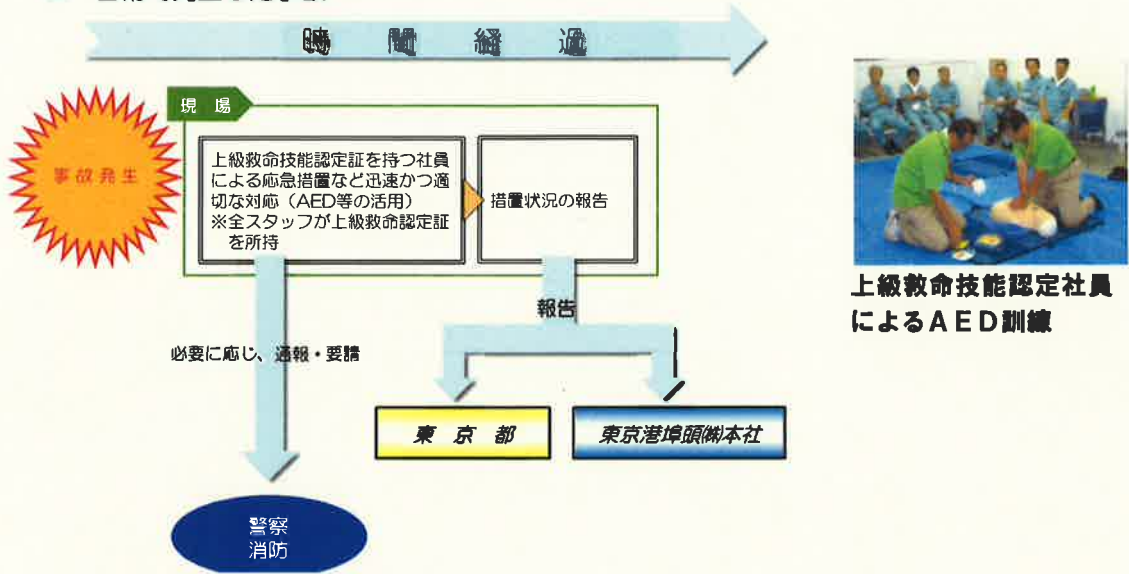 時間経過
現場
事故発生
上級救命技能認定証を持つ社員
による応急措置など迅速かつ適
切な対応（AED等の活用）
※全スタッフが上級救命認定証
を所持
措置状況の報告
上級救命技能認定社員
によるAED訓練
報告
必要に応じ、通報・要請
東京都
東京港埠頭㈱本社
警察
消防